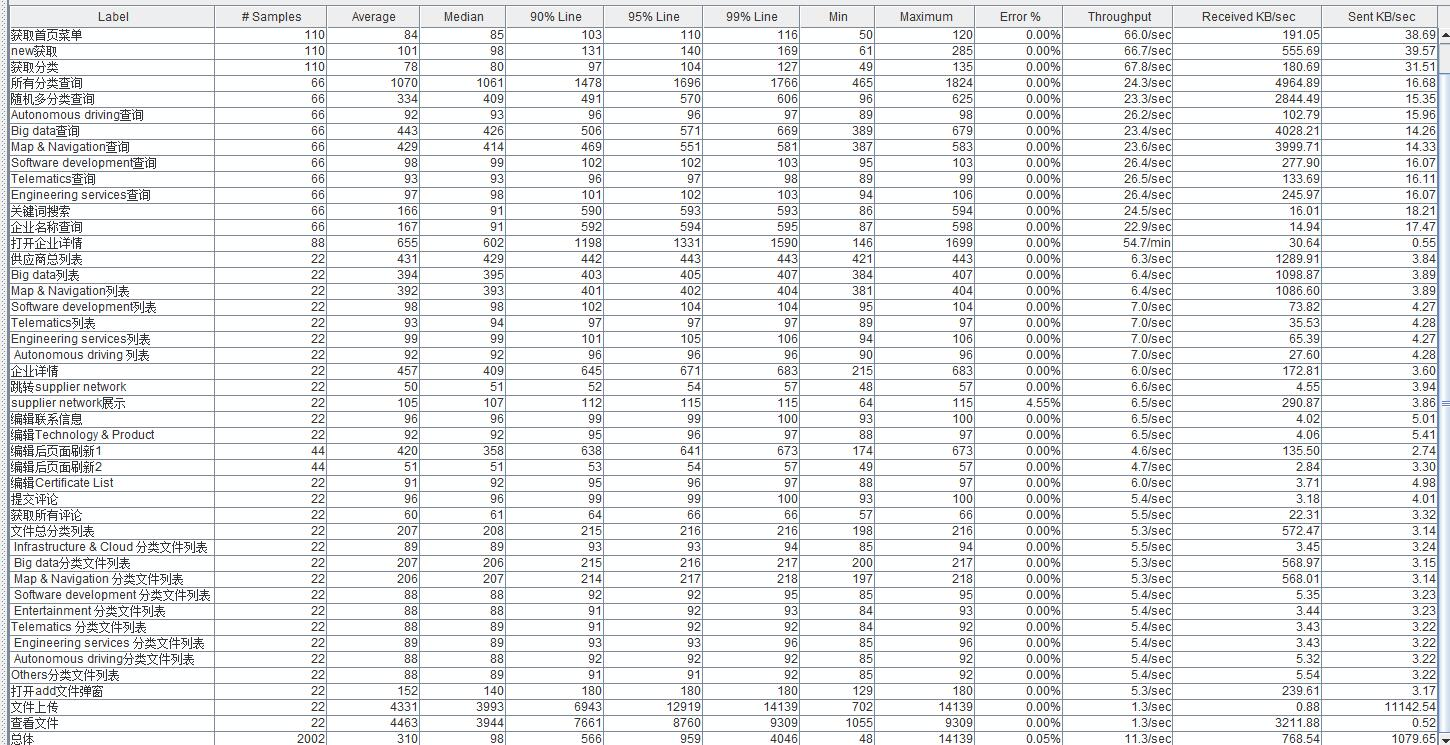 Label # Samples Average Median 90% Line 95% Line 99% Line Min Maximum Error % Throughput Received KB/sec Sent KB/sec
获取首页菜单 110 84 85 103 110 116 50 120 0.00% 66.0/sec 191.05 38.69
new获取 110 101 98 131 140 169 61 285 0.00% 66.7/sec 555.69 39.57
获取分类 110 78 80 97 104 127 49 135 0.00% 67.8/sec 180.69 31.51
所有分类查询 66 1070 1061 1478 1696 1766 465 1824 0.00% 24.3/sec 4964.89 16.68
随机多分类查询 66 334 409 491 570 606 96 625 0.00% 23.3/sec 2844.49 15.35
Autonomous driving查询 66 92 93 96 96 97 89 98 0.00% 26.2/sec 102.79 15.96
Big data查询 66 443 426 506 571 669 389 679 0.00% 23.4/sec 4028.21 14.26
Map & Navigation查询 66 429 414 469 551 581 387 583 0.00% 23.6/sec 3999.71 14.33
Software development查询 66 98 99 102 102 103 95 103 0.00% 26.4/sec 277.90 16.07
Telematics查询 66 93 93 96 97 98 89 99 0.00% 26.5/sec 133.69 16.11
Engineering services查询 66 97 98 101 102 103 94 106 0.00% 26.4/sec 245.97 16.07
关键词搜索 66 166 91 590 593 593 86 594 0.00% 24.5/sec 16.01 18.21
企业名称查询 66 167 91 592 594 595 87 598 0.00% 22.9/sec 14.94 17.47
打开企业详情 88 655 602 1198 1331 1590 146 1699 0.00% 54.7/min 30.64 0.55
供应商总列表 22 431 429 442 443 443 421 443 0.00% 6.3/sec 1289.91 3.84
Big data列表 22 394 395 403 405 407 384 407 0.00% 6.4/sec 1098.87 3.89
Map & Navigation列表 22 392 393 401 402 404 381 404 0.00% 6.4/sec 1086.60 3.89
Software development列表 22 98 98 102 104 104 95 104 0.00% 7.0/sec 73.82 4.27
Telematics列表 22 93 94 97 97 97 89 97 0.00% 7.0/sec 35.53 4.28
Engineering services列表 22 99 99 101 105 106 94 106 0.00% 7.0/sec 65.39 4.27
Autonomous driving 列表 22 92 92 96 96 96 90 96 0.00% 7.0/sec 27.60 4.28
企业详情 22 457 409 645 671 683 215 683 0.00% 6.0/sec 172.81 3.60
跳转supplier network 22 50 51 52 54 57 48 57 0.00% 6.6/sec 4.55 3.94
supplier network展示 22 105 107 112 115 115 64 115 4.55% 6.5/sec 290.87 3.86
编辑联系信息 22 96 96 99 99 100 93 100 0.00% 6.5/sec 4.02 5.01
编辑Technology & Product 22 92 92 95 96 97 88 97 0.00% 6.5/sec 4.06 5.41
编辑后页面刷新1 44 420 358 638 641 673 174 673 0.00% 4.6/sec 135.50 2.74
编辑后页面刷新2 44 51 51 53 54 57 49 57 0.00% 4.7/sec 2.84 3.30
编辑Certificate List 22 91 92 95 96 97 88 97 0.00% 6.0/sec 3.71 4.98
提交评论 22 96 96 99 99 100 93 100 0.00% 5.4/sec 3.18 4.01
获取所有评论 22 60 61 64 66 66 57 66 0.00% 5.5/sec 22.31 3.32
文件总分类列表 22 207 208 215 216 216 198 216 0.00% 5.3/sec 572.47 3.14
Infrastructure & Cloud 分类文件列表 22 89 89 93 93 94 85 94 0.00% 5.5/sec 3.45 3.24
Big data分类文件列表 22 207 206 215 216 217 200 217 0.00% 5.3/sec 568.97 3.15
Map & Navigation 分类文件列表 22 206 207 214 217 218 197 218 0.00% 5.3/sec 568.01 3.14
Software development 分类文件列表 22 88 88 92 92 95 85 95 0.00% 5.4/sec 5.35 3.23
Entertainment 分类文件列表 22 88 88 91 92 93 84 93 0.00% 5.4/sec 3.44 3.23
Telematics 分类文件列表 22 88 89 91 92 92 84 92 0.00% 5.4/sec 3.43 3.22
Engineering services 分类文件列表 22 89 89 93 93 96 85 96 0.00% 5.4/sec 3.43 3.22
Autonomous driving分类文件列表 22 88 88 92 92 92 85 92 0.00% 5.4/sec 5.32 3.22
Others分类文件列表 22 88 89 91 91 92 85 92 0.00% 5.4/sec 5.54 3.22
打开add文件弹窗 22 152 140 180 180 180 129 180 0.00% 5.3/sec 239.61 3.17
文件上传 22 4331 3993 6943 12919 14139 702 14139 0.00% 1.3/sec 0.88 11142.54
查看文件 22 4463 3944 7661 8760 9309 1055 9309 0.00% 1.3/sec 3211.88 0.52
总体 2002 310 98 566 959 4046 48 14139 0.05% 11.3/sec 768.54 1079.65